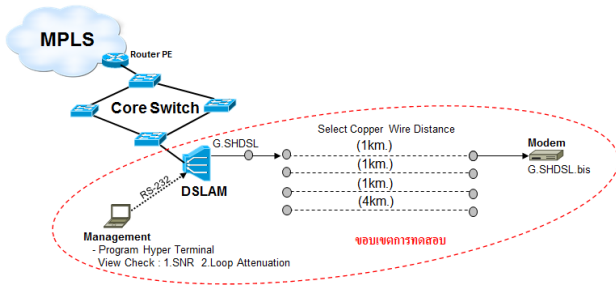 MPLS
Router PE
Core Switch
G.SHDSL
Select Copper Wire Distance
(1km.)
(1km.)
(1km.)
(4km.)
Modem
G.SHDSL.bis
DSLAM
RS-232
Management
- Program Hyper Terminal
View Check : 1.SNR 2.Loop Attenuation
ขอบเขตการทดสอบ